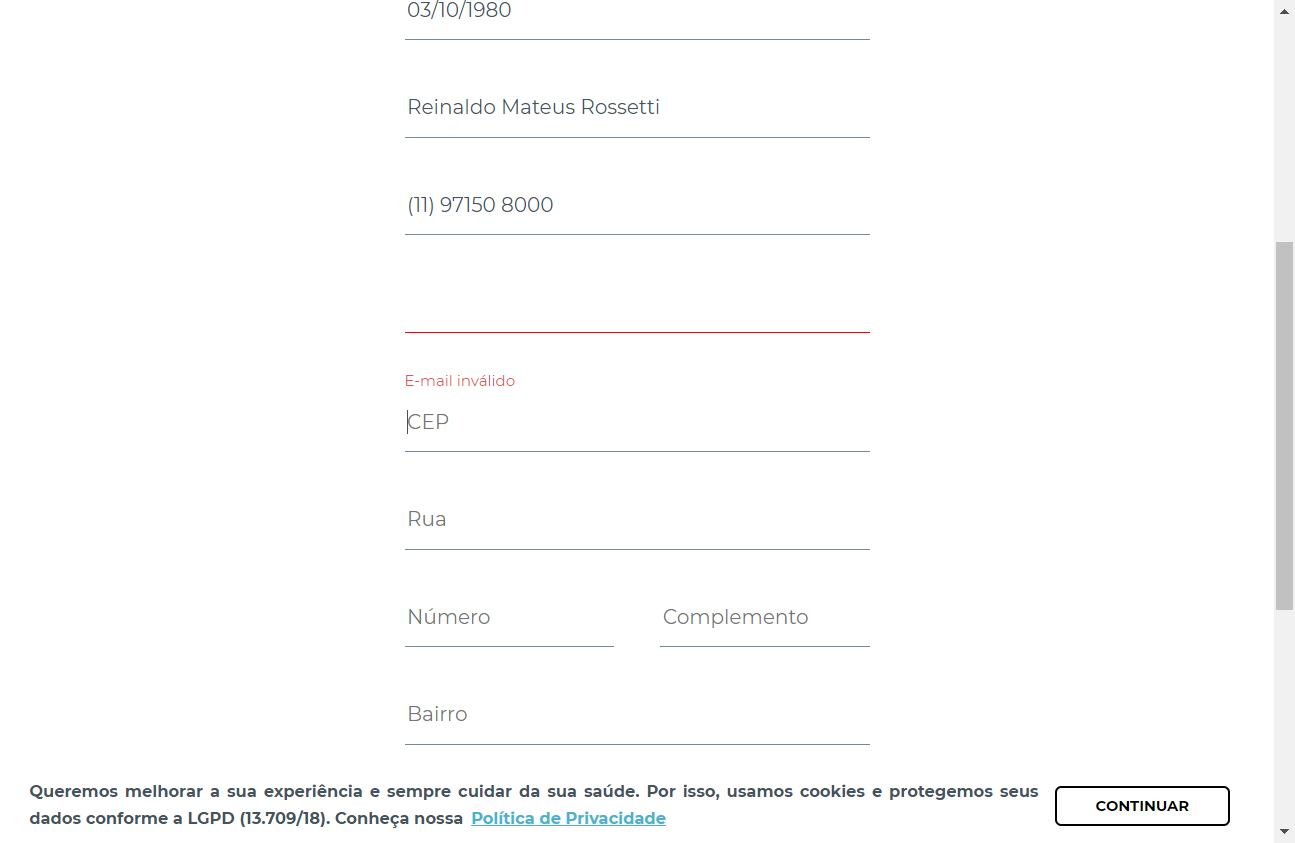 03/10/1980
Reinaldo Mateus Rossetti
(11) 97150 8000
E-mail inválido
CEP
Rua
Número
Complemento
Bairro
Queremos melhorar a sua experiência e sempre cuidar da sua saúde. Por isso, usamos cookies e protegemos seus
dados conforme a LGPD (13.709/18). Conheça nossa Política de Privacidade
CONTINUAR